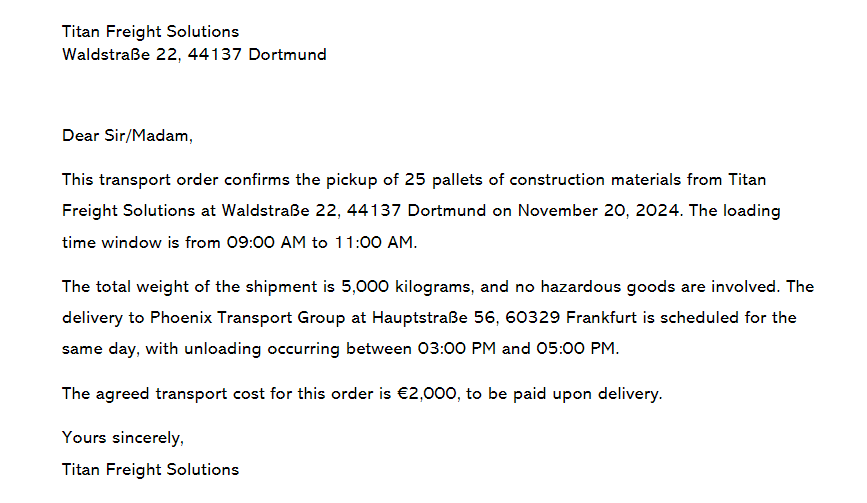 Titan Freight Solutions
Waldstraße 22, 44137 Dortmund
Dear Sir/Madam,
This transport order confirms the pickup of 25 pallets of construction materials from Titan
Freight Solutions at Waldstraße 22, 44137 Dortmund on November 20, 2024. The loading
time window is from 09:00 AM to 11:00 AM.
The total weight of the shipment is 5,000 kilograms, and no hazardous goods are involved. The
delivery to Phoenix Transport Group at Hauptstraße 56, 60329 Frankfurt is scheduled for the
same day, with unloading occurring between 03:00 PM and 05:00 PM.
The agreed transport cost for this order is €2,000, to be paid upon delivery.
Yours sincerely,
Titan Freight Solutions